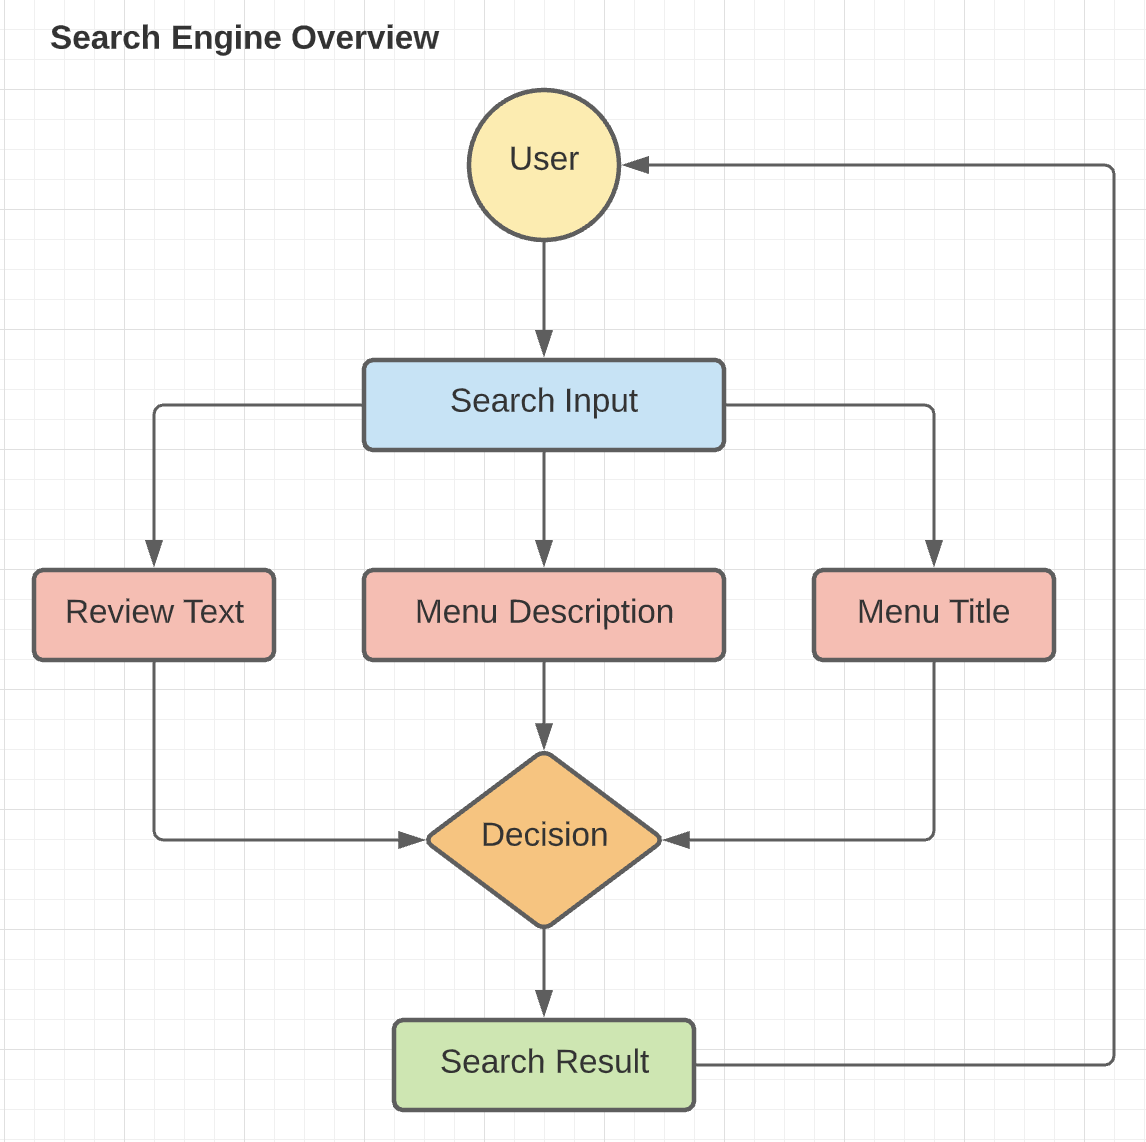 Search Engine Overview
User
Search Input
Review Text
Menu Description
Menu Title
Decision
Search Result